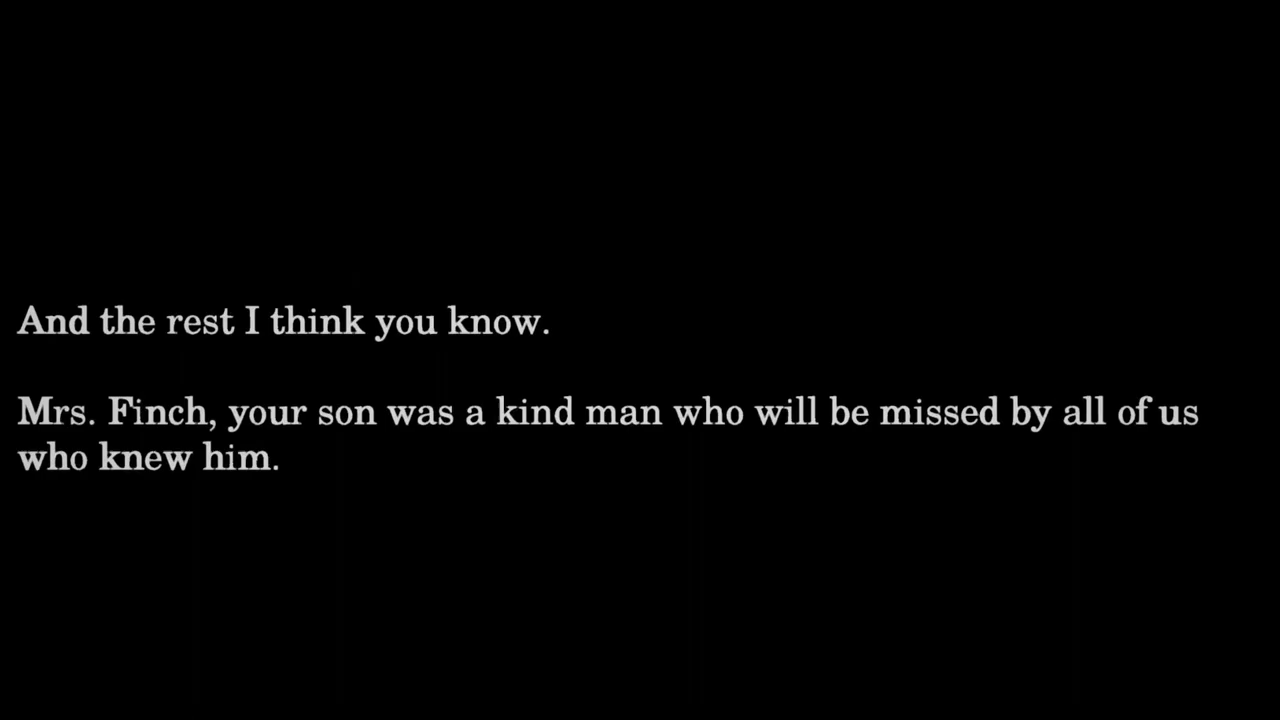 And the rest I think you know.
Mrs. Finch, your son was a kind man who will be missed by all of us
who knew him.